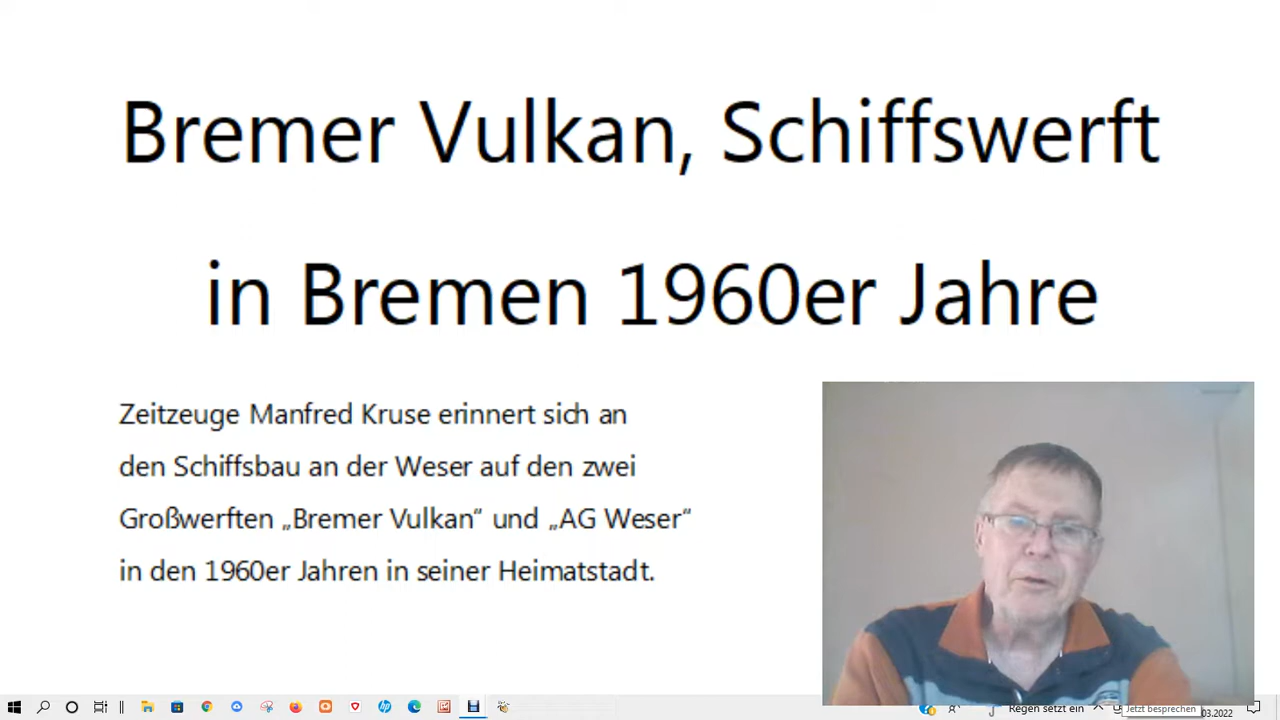 Bremer Vulkan, Schiffswerft
in Bremen 1960er Jahre
Zeitzeuge Manfred Kruse erinnert sich an
den Schiffsbau an der Weser auf den zwei
Großwerften „Bremer Vulkan“ und „AG Weser“
in den 1960er Jahren in seiner Heimatstadt.
Regen setzt ein
Jetzt besprechen
03.2022